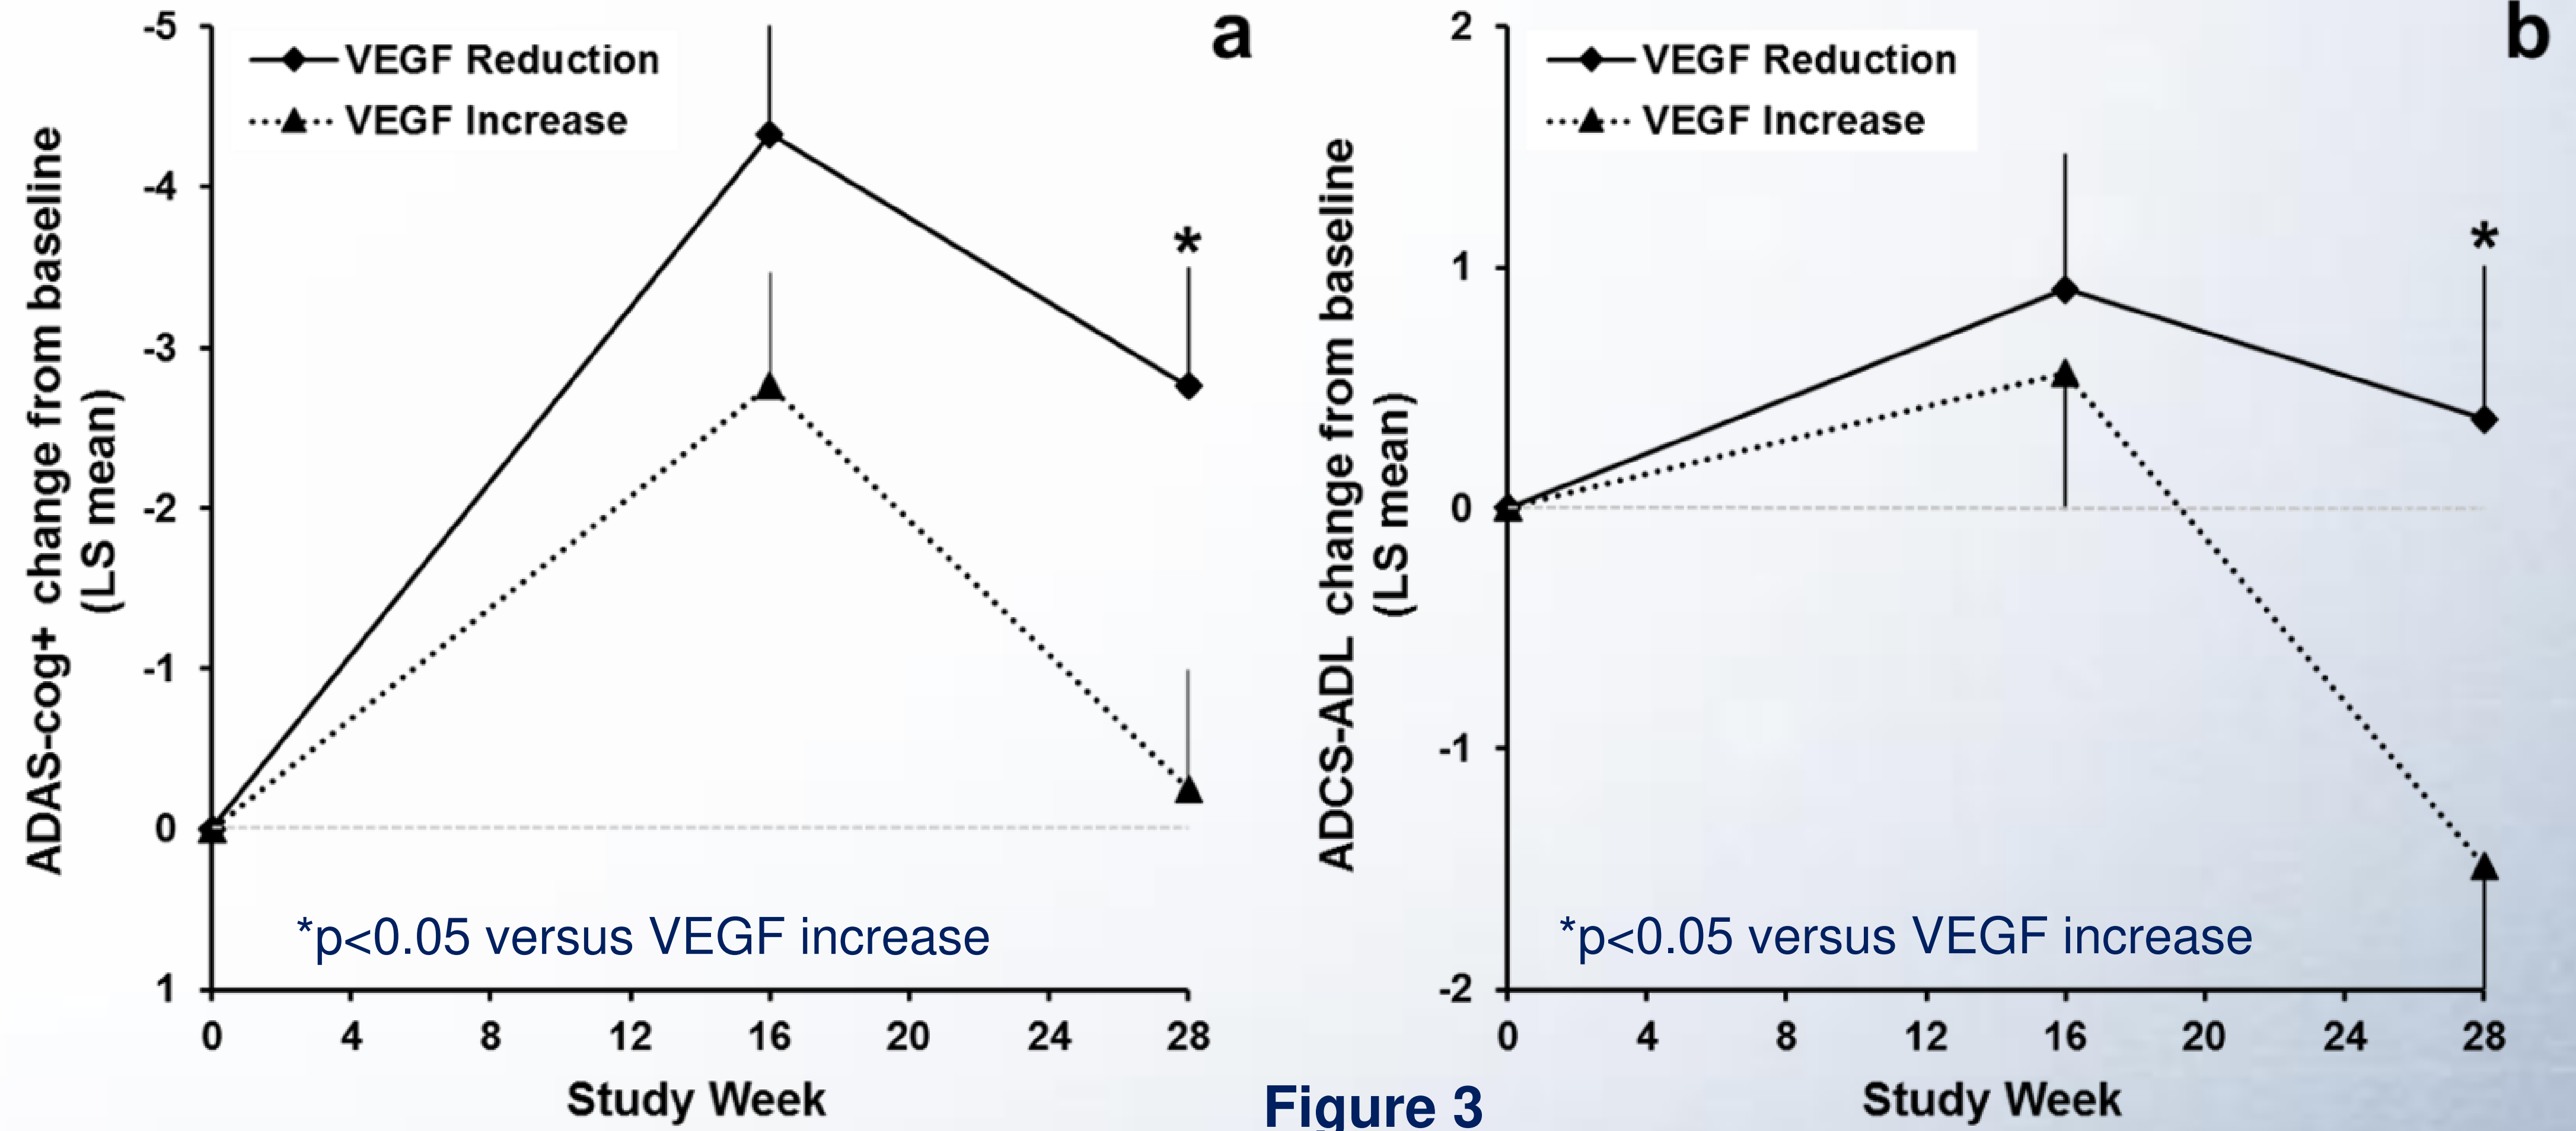 a
VEGF Reduction
VEGF Increase
ADAS-cog+ change from baseline
(LS mean)
-5
-4
-3
-2
-1
0
1
*
*p<0.05 versus VEGF increase
0 4 8 12 16 20 24 28
Study Week
b
VEGF Reduction
VEGF Increase
ADCS-ADL change from baseline
(LS mean)
2
1
0
-1
-2
*
*p<0.05 versus VEGF increase
0 4 8 12 16 20 24 28
Study Week
Figure 3